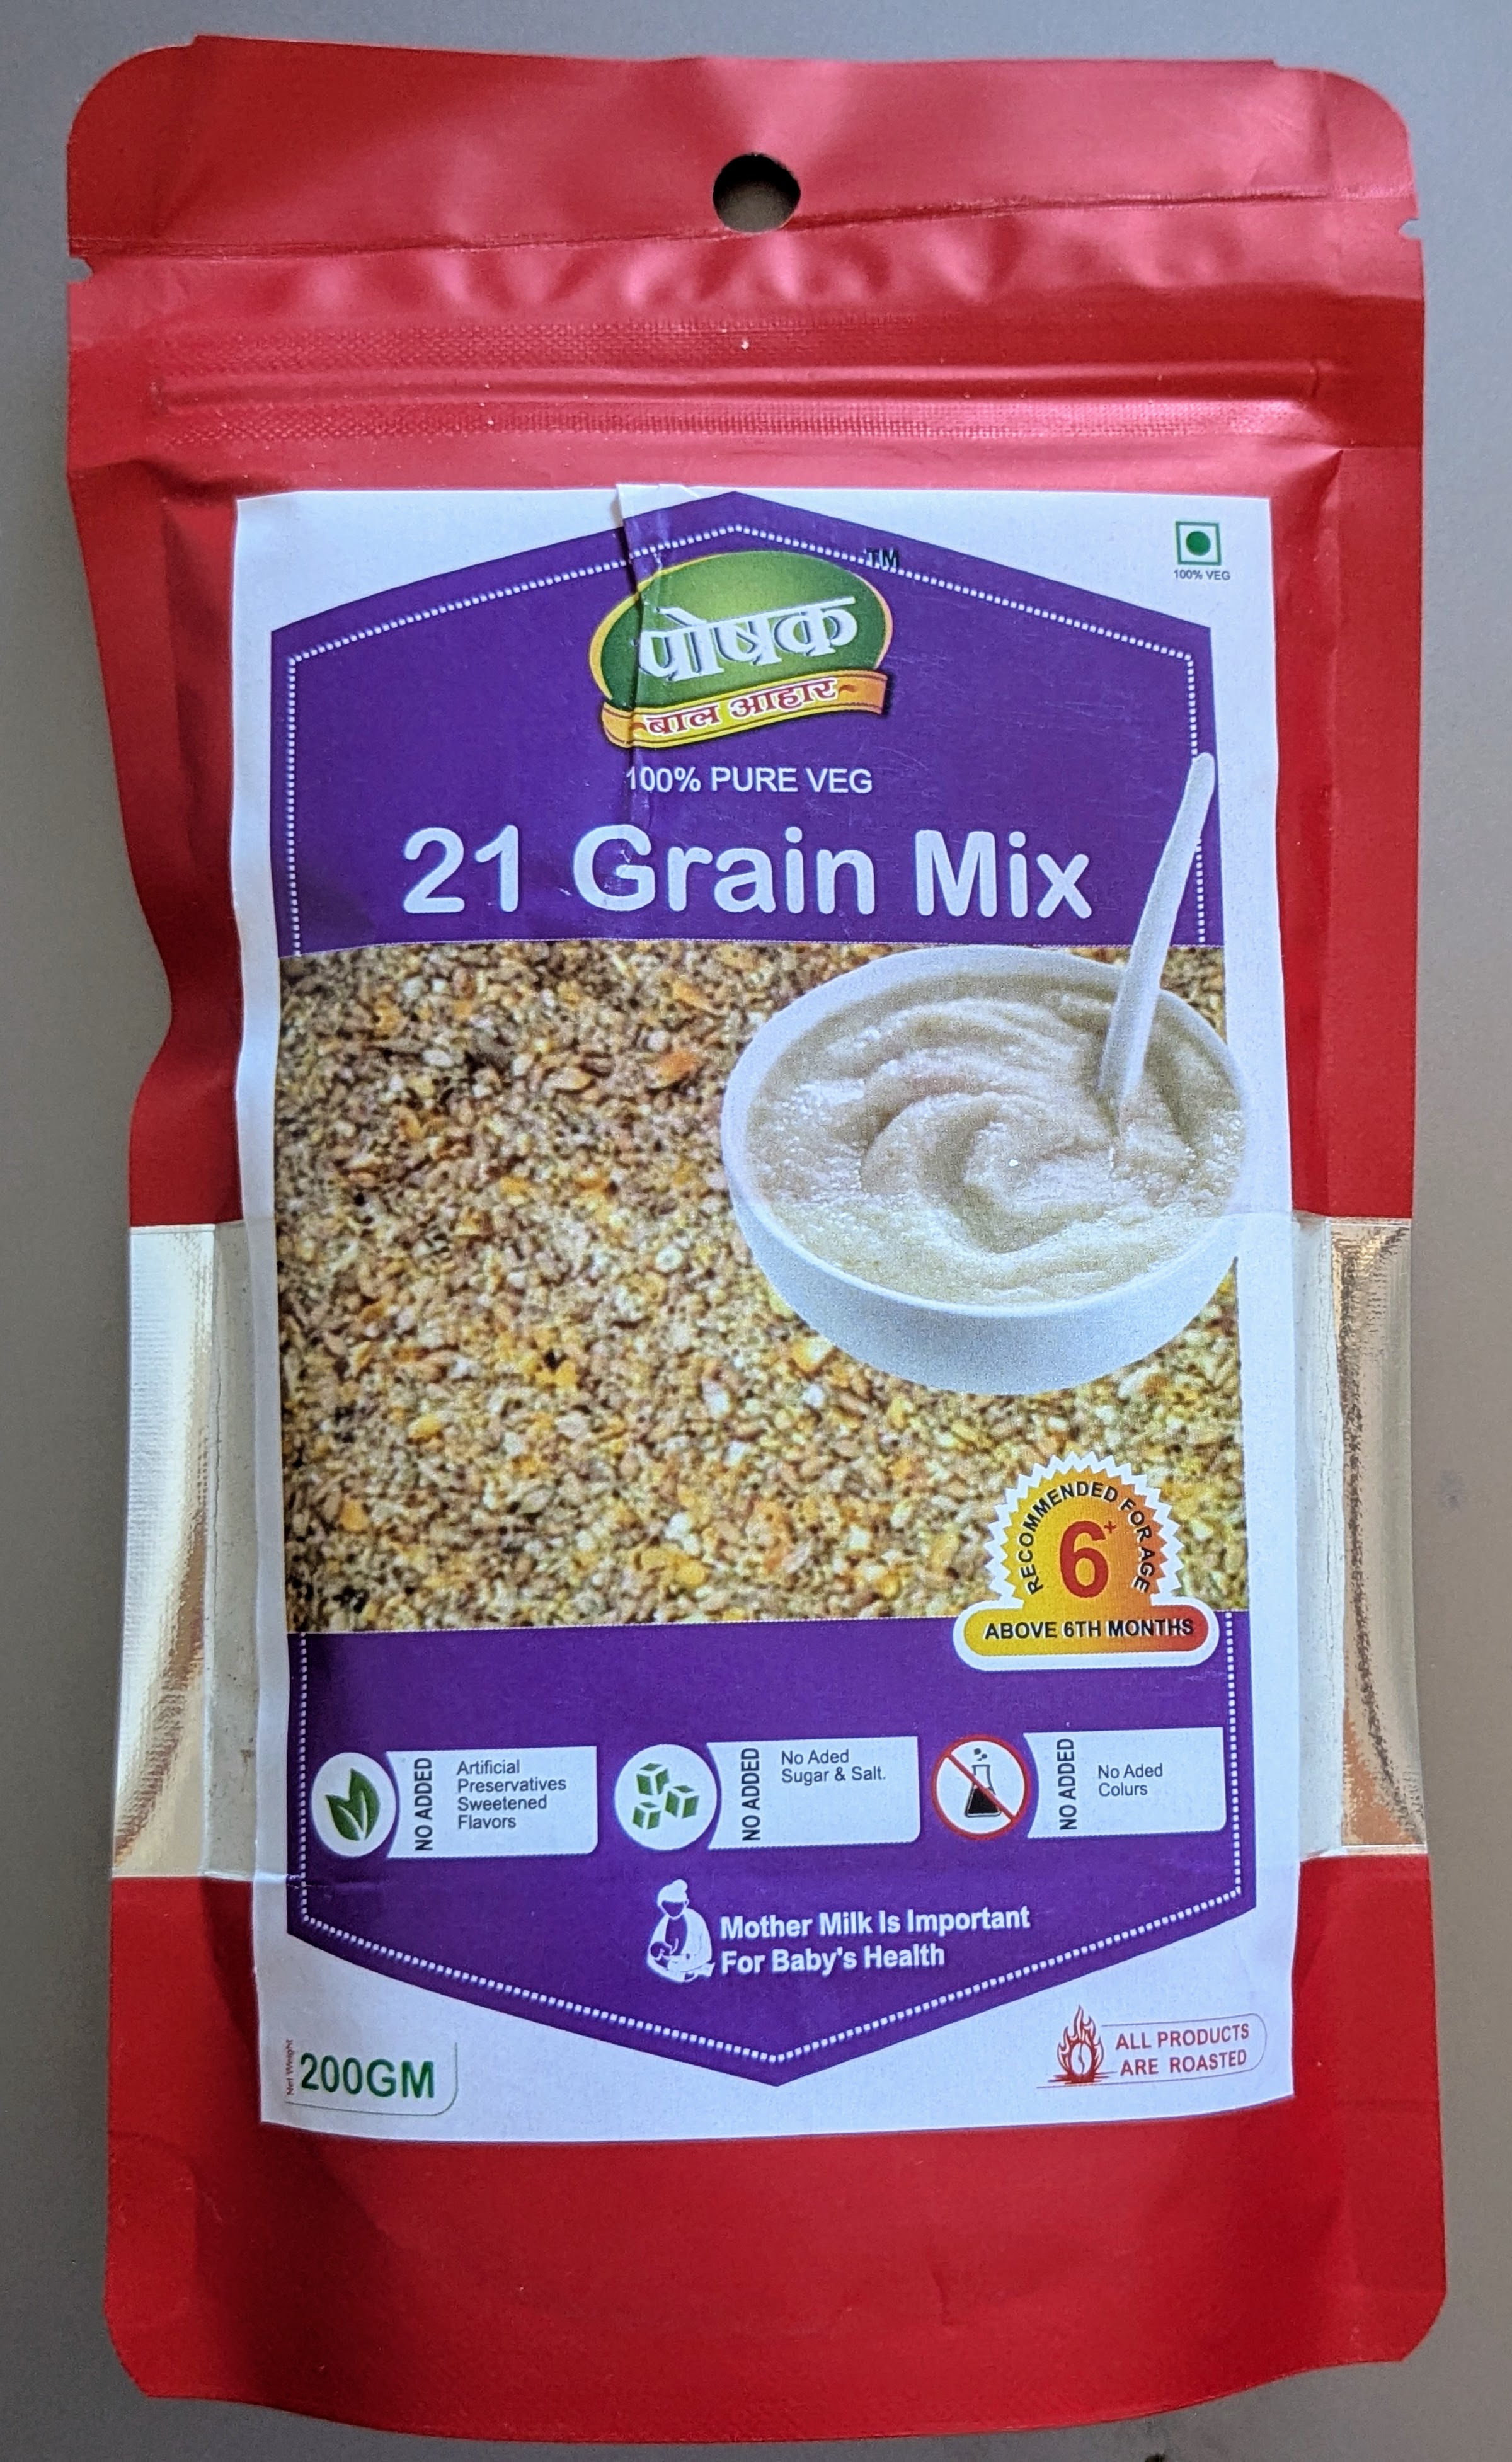 TM
100% VEG
पोषक
बाल आहार
100% PURE VEG
21 Grain Mix
RECOMMENDED FOR AGE
6+
ABOVE 6TH MONTHS
NO ADDED
Artificial
Preservatives
Sweetened
Flavors
NO ADDED
No Aded
Sugar & Salt.
NO ADDED
No Aded
Colurs
Mother Milk Is Important
For Baby's Health
Net Weight
200GM
ALL PRODUCTS
ARE ROASTED